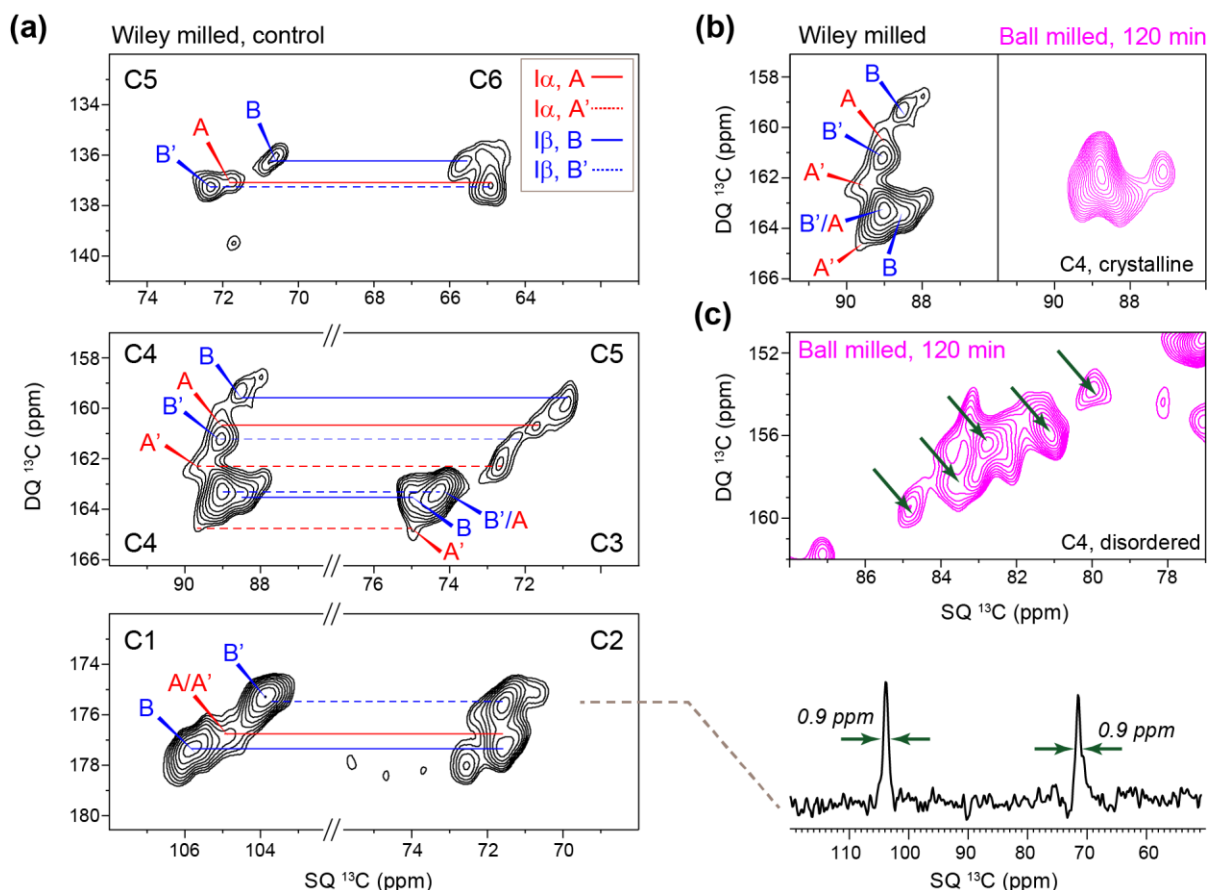 (a)
Wiley milled, control
C5
C6
Iα, A
Iα, A'
Iβ, B
Iβ, B'
B
A
B'
134
136
138
140
74
72
70
68
66
64
C4
C5
B
A
B'
A'
B'/A
B
A'
C4
C3
158
160
162
164
166
DQ ¹³C (ppm)
90
88
76
74
72
C1
C2
B'
A/A'
B
174
176
178
180
106
104
74
72
70
SQ ¹³C (ppm)
(b)
Wiley milled
Ball milled, 120 min
B
A
B'
A'
B'/A
A'
B
C4, crystalline
158
160
162
164
166
DQ ¹³C (ppm)
90
88
90
88
(c)
Ball milled, 120 min
C4, disordered
152
156
160
DQ ¹³C (ppm)
86
84
82
80
78
SQ ¹³C (ppm)
0.9 ppm
0.9 ppm
110
100
90
80
70
60
SQ ¹³C (ppm)